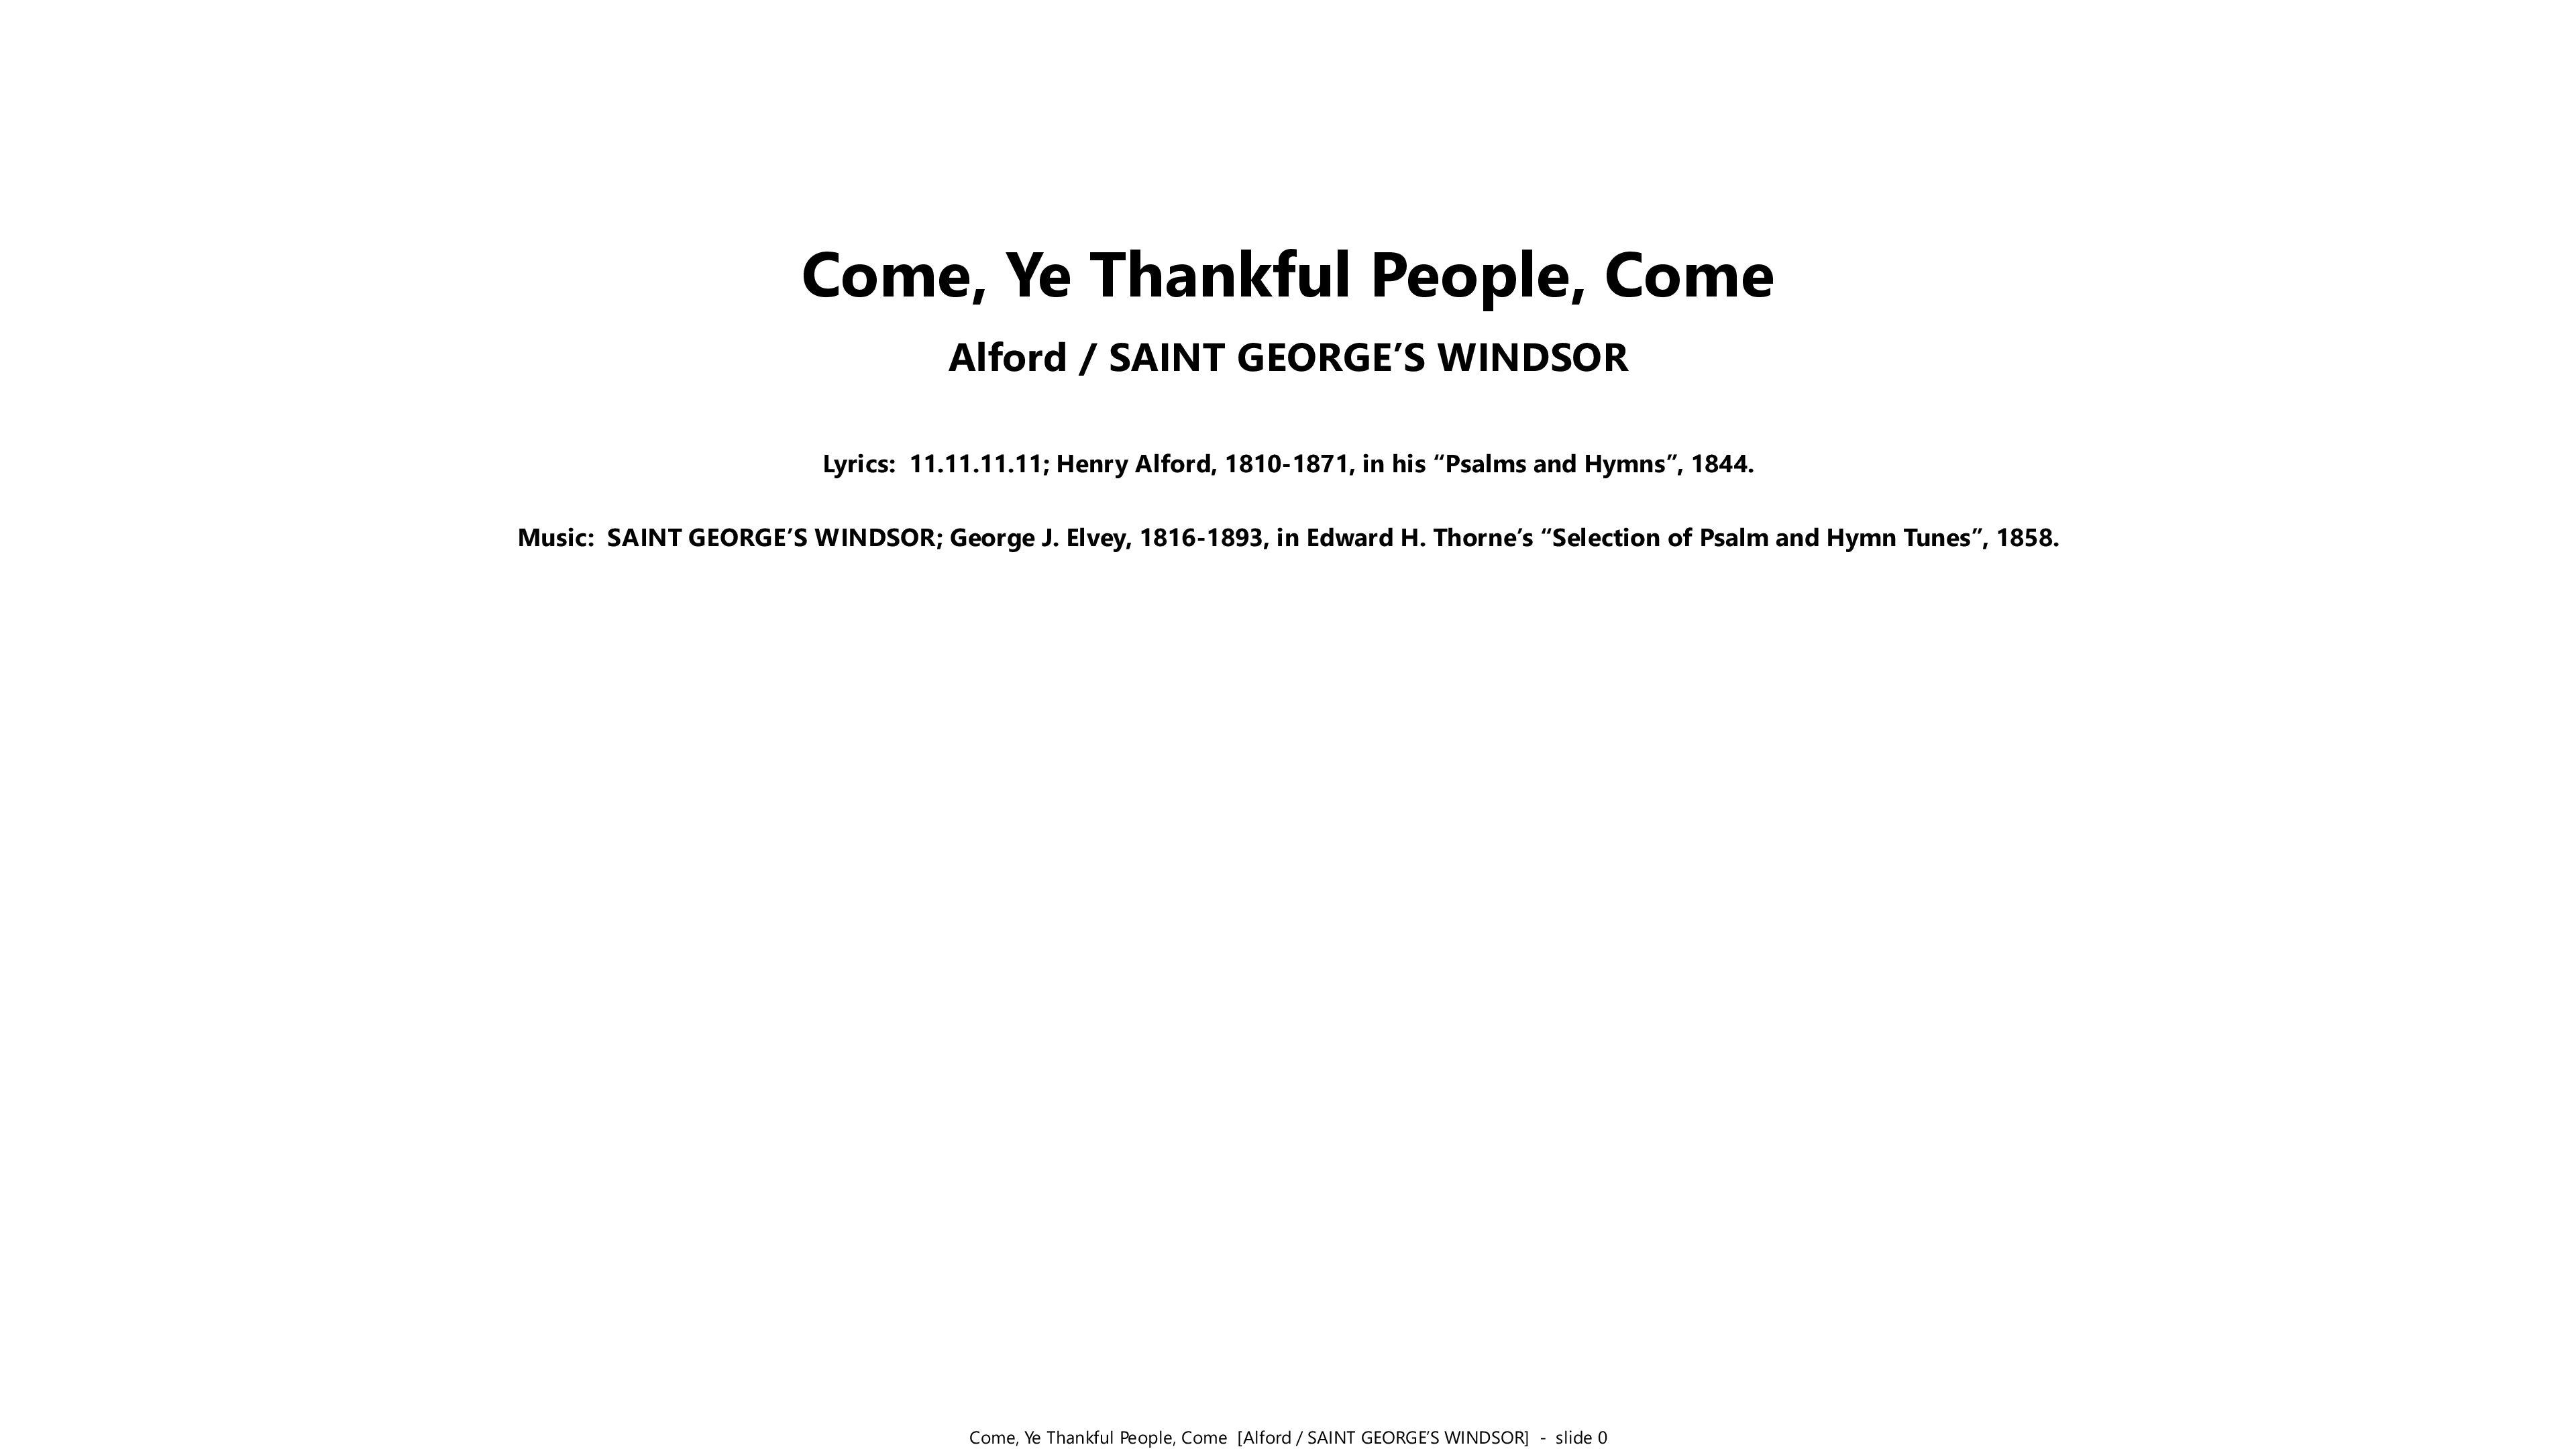 Come, Ye Thankful People, Come
Alford / SAINT GEORGE’S WINDSOR
Lyrics:  11.11.11.11; Henry Alford, 1810-1871, in his “Psalms and Hymns”, 1844.
Music:  SAINT GEORGE’S WINDSOR; George J. Elvey, 1816-1893, in Edward H. Thorne’s “Selection of Psalm and Hymn Tunes”, 1858.
Come, Ye Thankful People, Come  [Alford / SAINT GEORGE’S WINDSOR]  -  slide 0